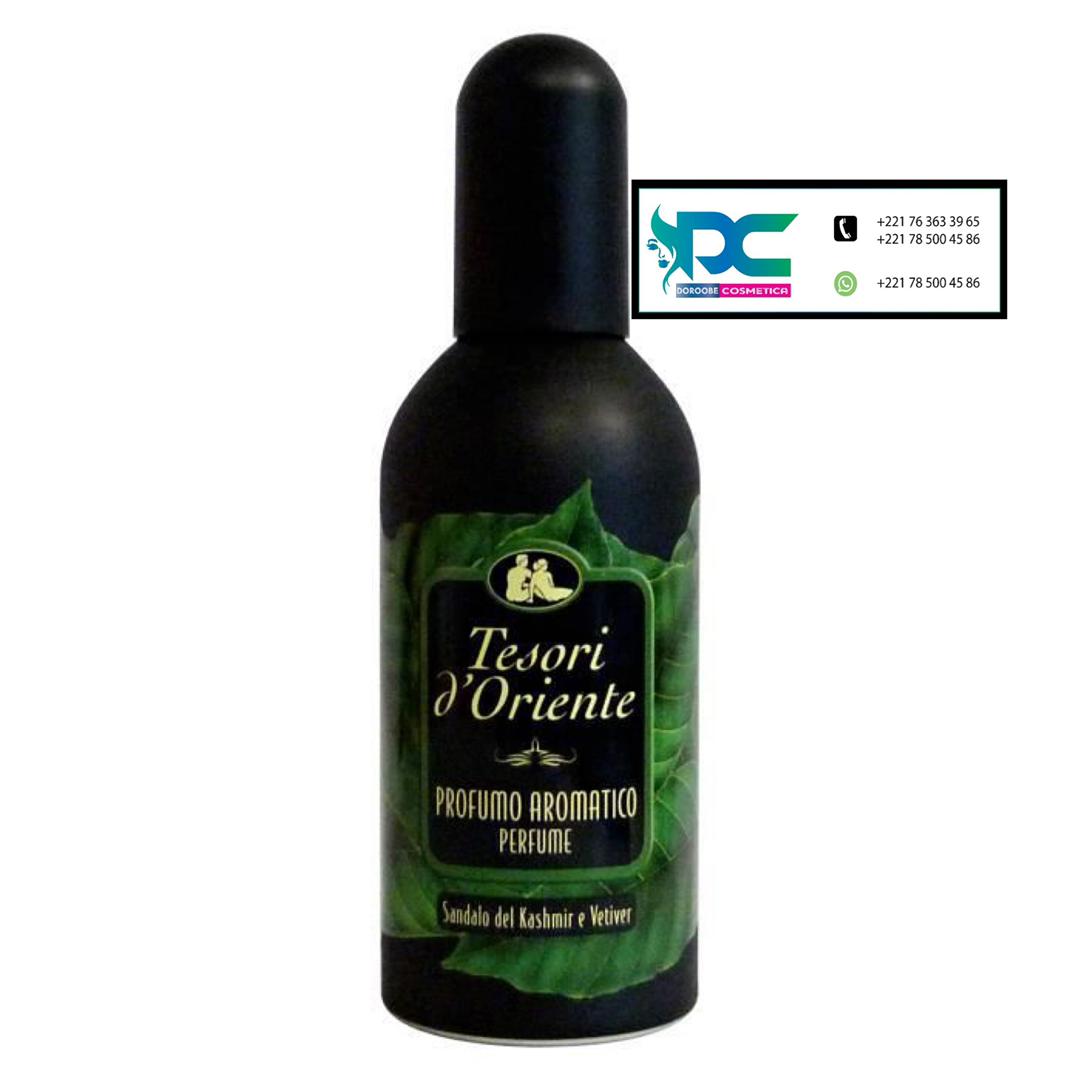 DC
DOROOBE COSMETICA
+221 76 363 39 65
+221 78 500 45 86
+221 78 500 45 86
Tesori
d'Oriente
PROFUMO AROMATICO
PERFUME
Sandalo del Kashmir e Vetiver